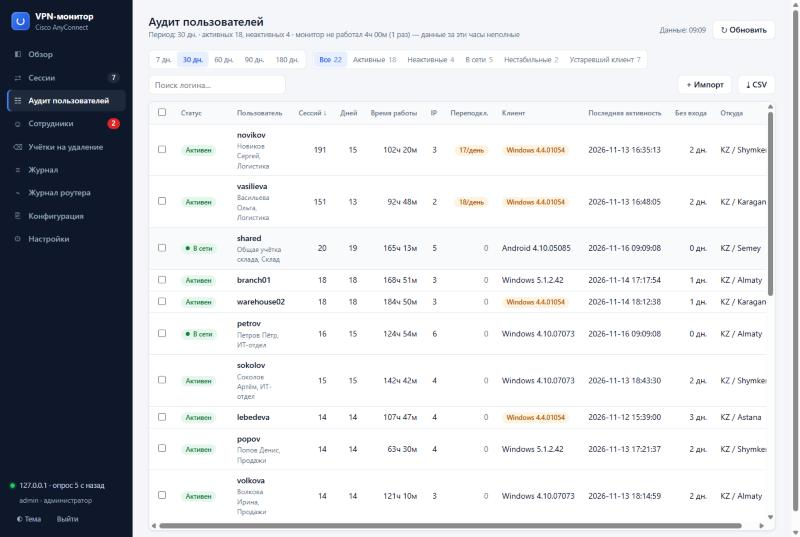 VPN-монитор
Cisco AnyConnect
Обзор
Сессии 7
Аудит пользователей
Сотрудники 2
Учётки на удаление
Журнал
Журнал роутера
Конфигурация
Настройки
127.0.0.1 · опрос 5 с назад
admin · администратор
Тема Выйти
Аудит пользователей
Период: 30 дн. · активных 18, неактивных 4 · монитор не работал 4ч 00м (1 раз) — данные за эти часы неполные
Данные: 09:09 ↻ Обновить
7 дн. 30 дн. 60 дн. 90 дн. 180 дн. Все 22 Активные 18 Неактивные 4 В сети 5 Нестабильные 2 Устаревший клиент 7
Поиск логина... + Импорт ↓ CSV
Статус Пользователь Сессий ↓ Дней Время работы IP Переподкл. Клиент Последняя активность Без входа Откуда
Активен novikov 191 15 102ч 20м 3 17/день Windows 4.4.01054 2026-11-13 16:35:13 2 дн. KZ / Shymken
Новиков
Сергей,
Логистика
Активен vasilieva 151 13 92ч 48м 2 18/день Windows 4.4.01054 2026-11-13 16:48:05 2 дн. KZ / Karagan
Васильева
Ольга,
Логистика
В сети shared 20 19 165ч 13м 5 0 Android 4.10.05085 2026-11-16 09:09:08 0 дн. KZ / Semey
Общая учётка
склада, Склад
Активен branch01 18 18 168ч 51м 3 0 Windows 5.1.2.42 2026-11-14 17:17:54 1 дн. KZ / Almaty
Активен warehouse02 18 18 184ч 50м 3 0 Windows 4.4.01054 2026-11-14 18:12:38 1 дн. KZ / Karagan
В сети petrov 16 15 124ч 54м 6 0 Windows 4.10.07073 2026-11-16 09:09:08 0 дн. KZ / Almaty
Петров Пётр,
ИТ-отдел
Активен sokolov 15 15 142ч 42м 4 0 Windows 4.10.07073 2026-11-13 18:43:30 2 дн. KZ / Shymken
Соколов
Артём, ИТ-
отдел
Активен lebedeva 14 14 107ч 47м 4 0 Windows 4.4.01054 2026-11-12 15:39:00 3 дн. KZ / Astana
Активен popov 14 14 63ч 30м 4 0 Windows 5.1.2.42 2026-11-13 17:21:37 2 дн. KZ / Shymken
Попов Денис,
Продажи
Активен volkova 14 14 121ч 10м 3 0 Windows 4.10.07073 2026-11-13 18:14:59 2 дн. KZ / Almaty
Волкова
Ирина,
Продажи